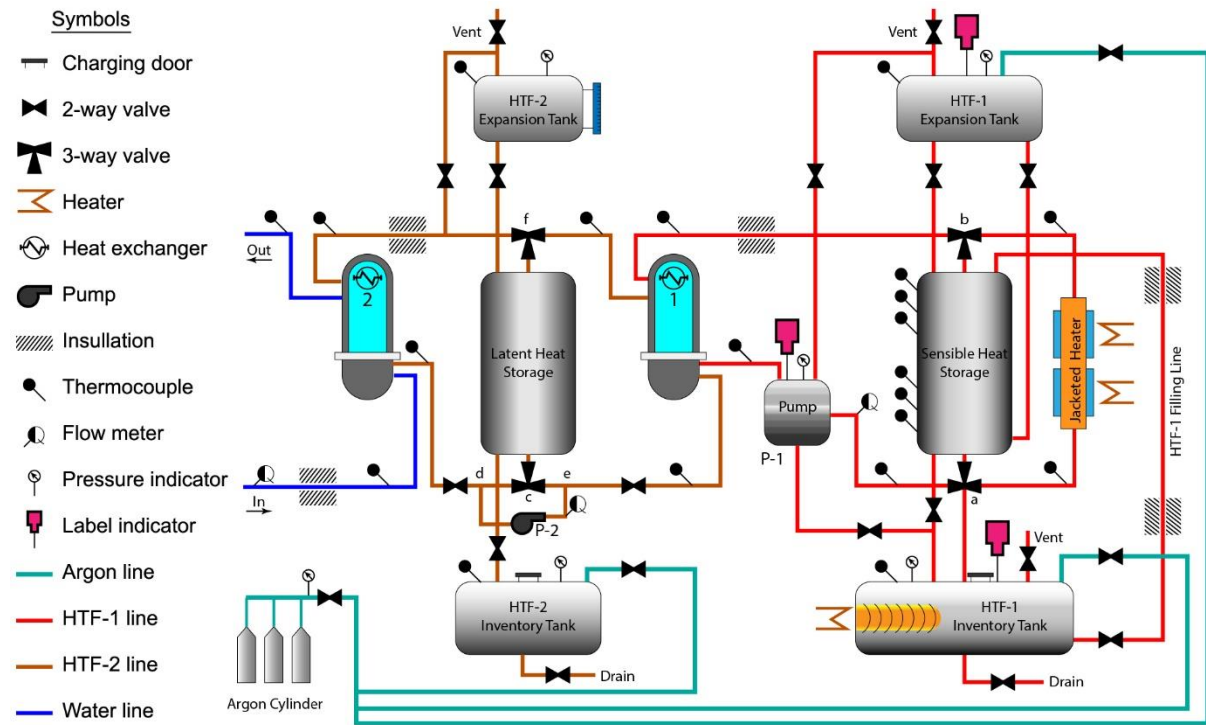 Symbols
Charging door
2-way valve
3-way valve
Heater
Heat exchanger
Pump
Insullation
Thermocouple
Flow meter
Pressure indicator
Label indicator
Argon line
HTF-1 line
HTF-2 line
Water line
Vent
HTF-2
Expansion Tank
Vent
HTF-1
Expansion Tank
Out
f
b
2
1
Latent Heat
Storage
Sensible Heat
Storage
Jacketed Heater
HTF-1 Filling Line
Pump
Q
P-1
Q
In
d
c
e
Q
P-2
a
Vent
HTF-2
Inventory Tank
HTF-1
Inventory Tank
Drain
Drain
Argon Cylinder
Q